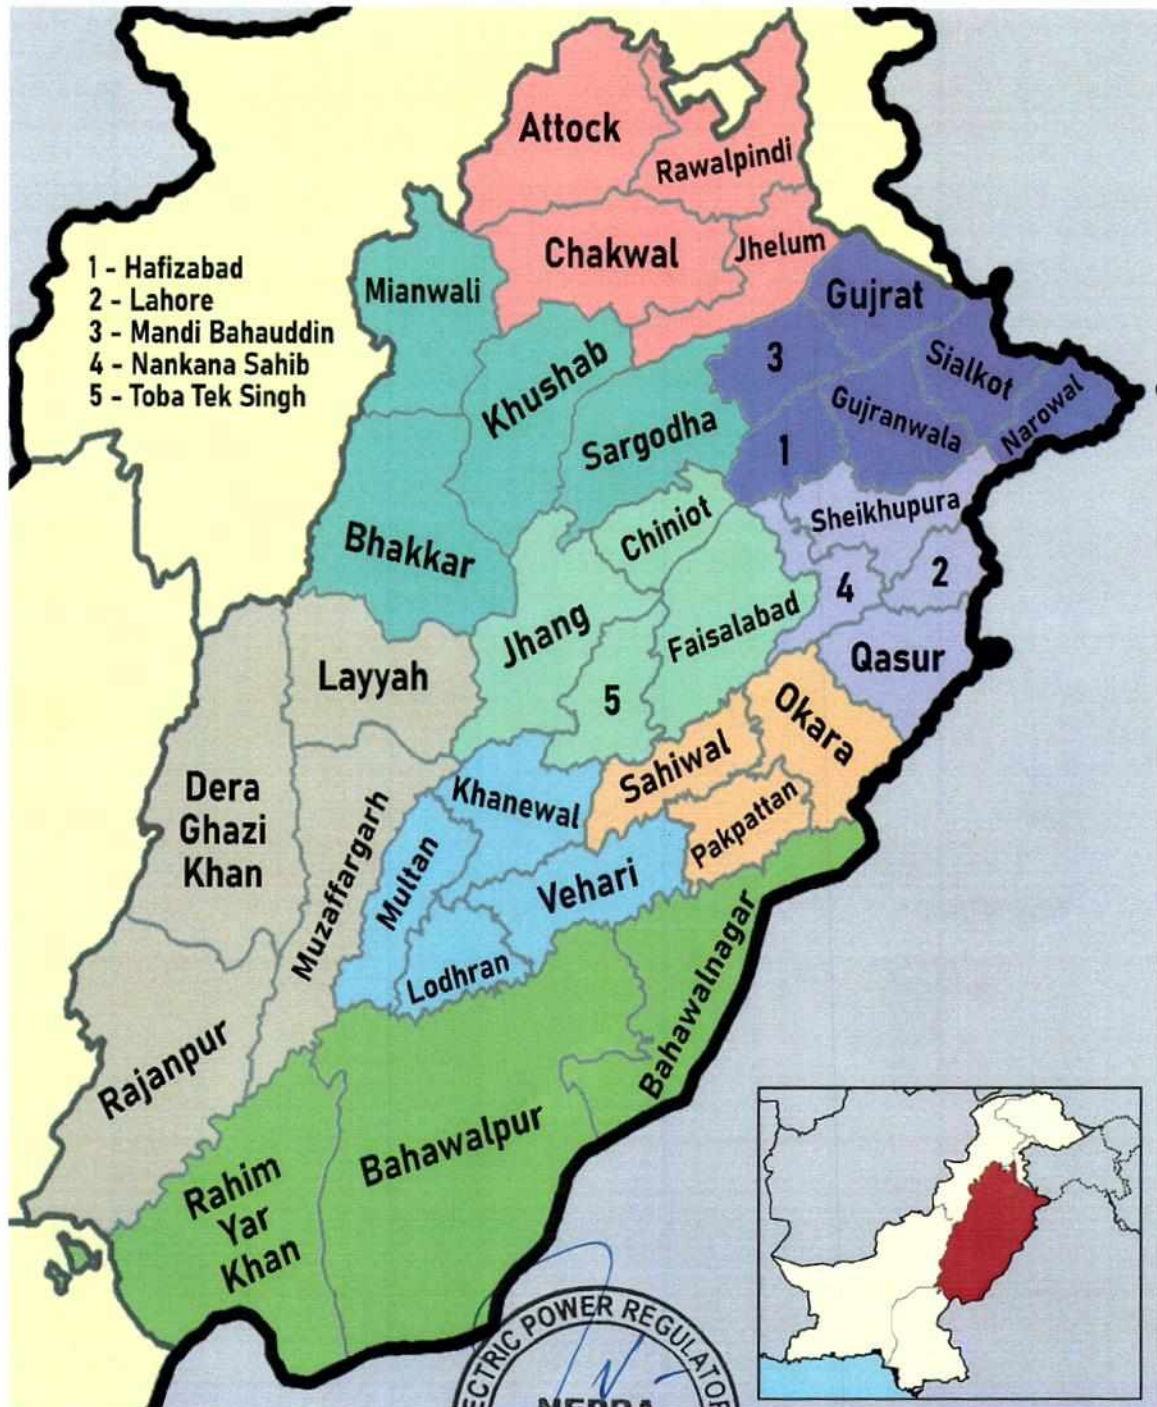 Attock
Rawalpindi
Chakwal
Jhelum
1 - Hafizabad
2 - Lahore
3 - Mandi Bahauddin
4 - Nankana Sahib
5 - Toba Tek Singh
Mianwali
Gujrat
3
Khushab
Sialkot
Narowal
Gujranwala
Sargodha
1
Sheikhupura
Chiniot
Bhakkar
2
4
Jhang
Faisalabad
Qasur
Layyah
5
Okara
Sahiwal
Dera
Ghazi
Khan
Khanewal
Pakpattan
Muzaffargarh
Multan
Vehari
Lodhran
Bahawalnagar
Rajanpur
Bahawalpur
Rahim
Yar
Khan
ECTRIC POWER REGULATOR
NEPRA